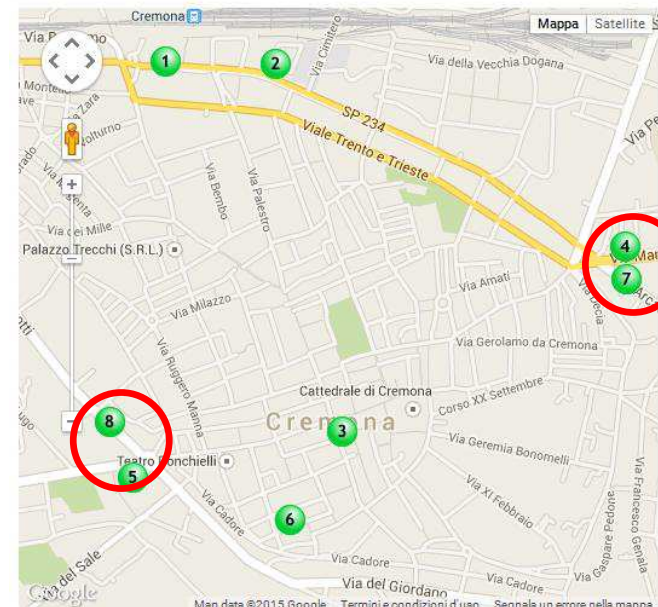 Cremona
Mappa Satellite
Via della Vecchia Dogana
Via Cimitero
1
2
SP 234
Viale Trento e Trieste
Via Bembo
Via Palestro
Palazzo Trecchi (S.R.L.)
Via dei Mille
4
7
Via Amati
Via Decia
Via Milazzo
Via Gerolamo da Cremona
Via Ruggero Manna
Cattedrale di Cremona
Corso XX Settembre
8
Cremona
3
Via Geremia Bonomelli
Teatro Ponchielli
5
Via XI Febbraio
Via Cadore
6
Via Gaspare Pedone
Via Francesco Genala
Via Cadore
Via Cadore
Via del Giordano
Via del Sale
Google
Map data ©2015 Google Termini e condizioni d'uso Segnala un errore nella mappa